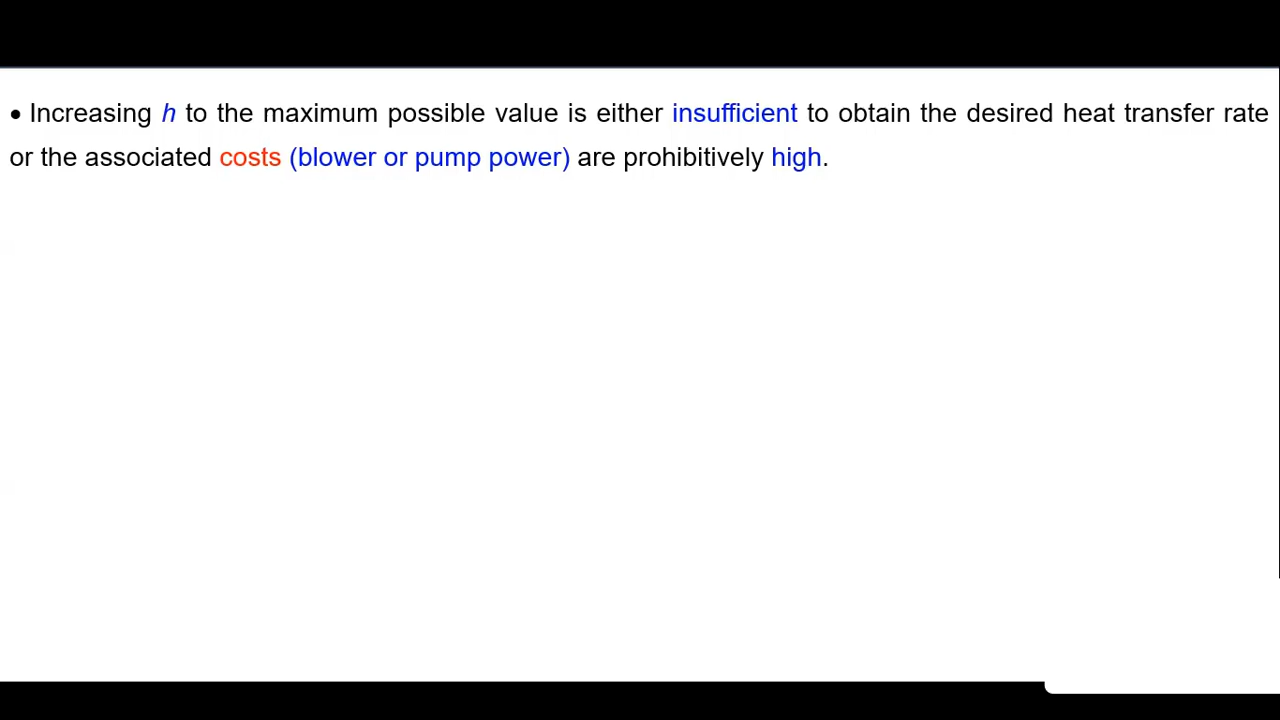 • Increasing h to the maximum possible value is either insufficient to obtain the desired heat transfer rate
or the associated costs (blower or pump power) are prohibitively high.